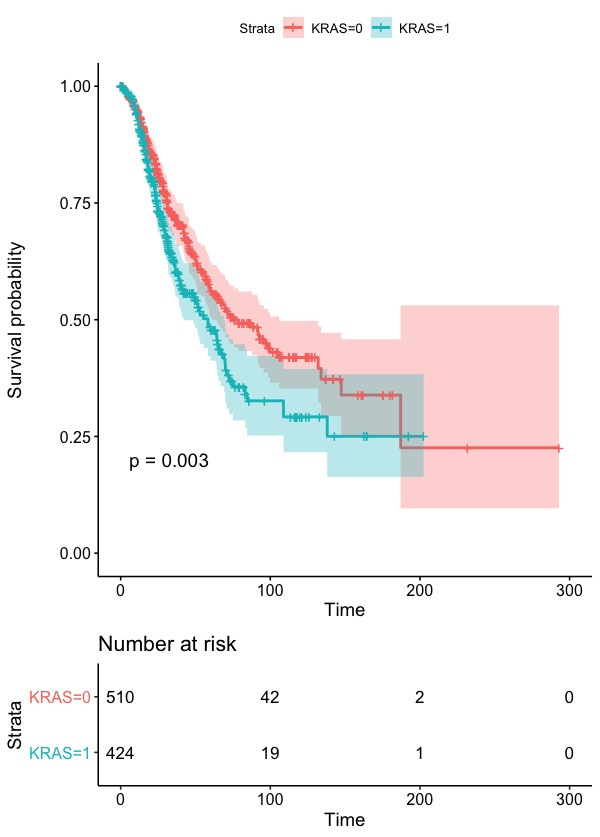 Strata KRAS=0 KRAS=1
Survival probability
1.00
0.75
0.50
0.25
0.00
p = 0.003
0 100 200 300
Time
Number at risk
Strata
KRAS=0 510 42 2 0
KRAS=1 424 19 1 0
0 100 200 300
Time